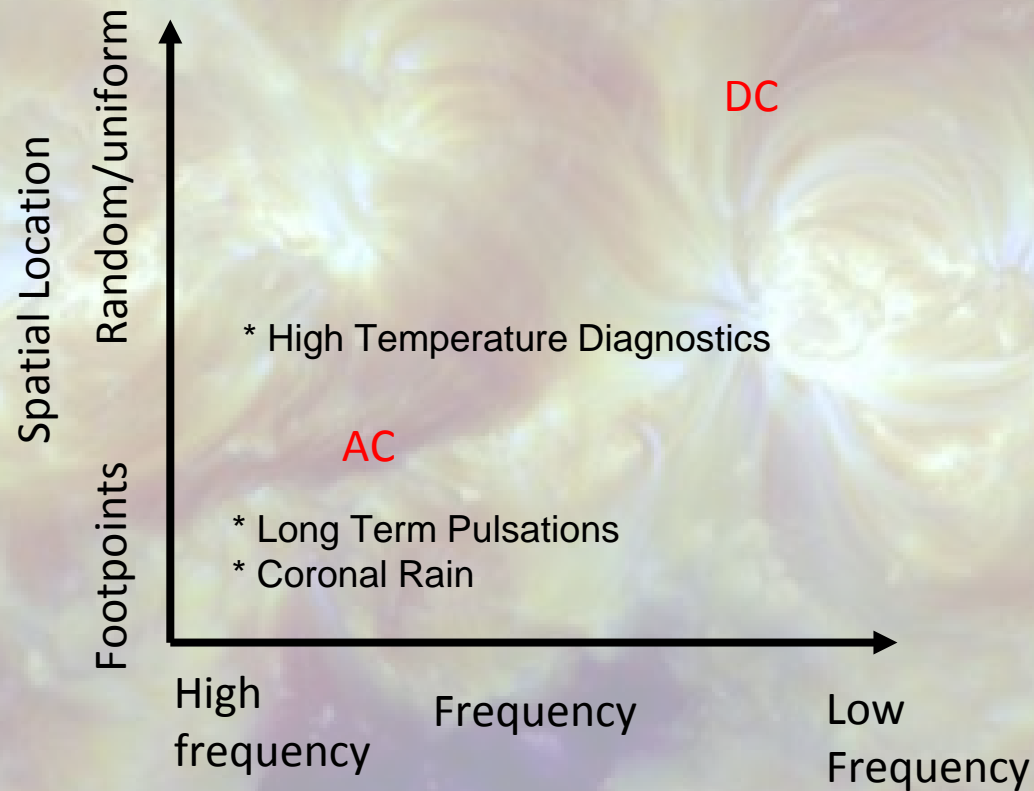 Spatial Location
Random/uniform
Footpoints
DC
* High Temperature Diagnostics
AC
* Long Term Pulsations
* Coronal Rain
High
frequency
Frequency
Low
Frequency